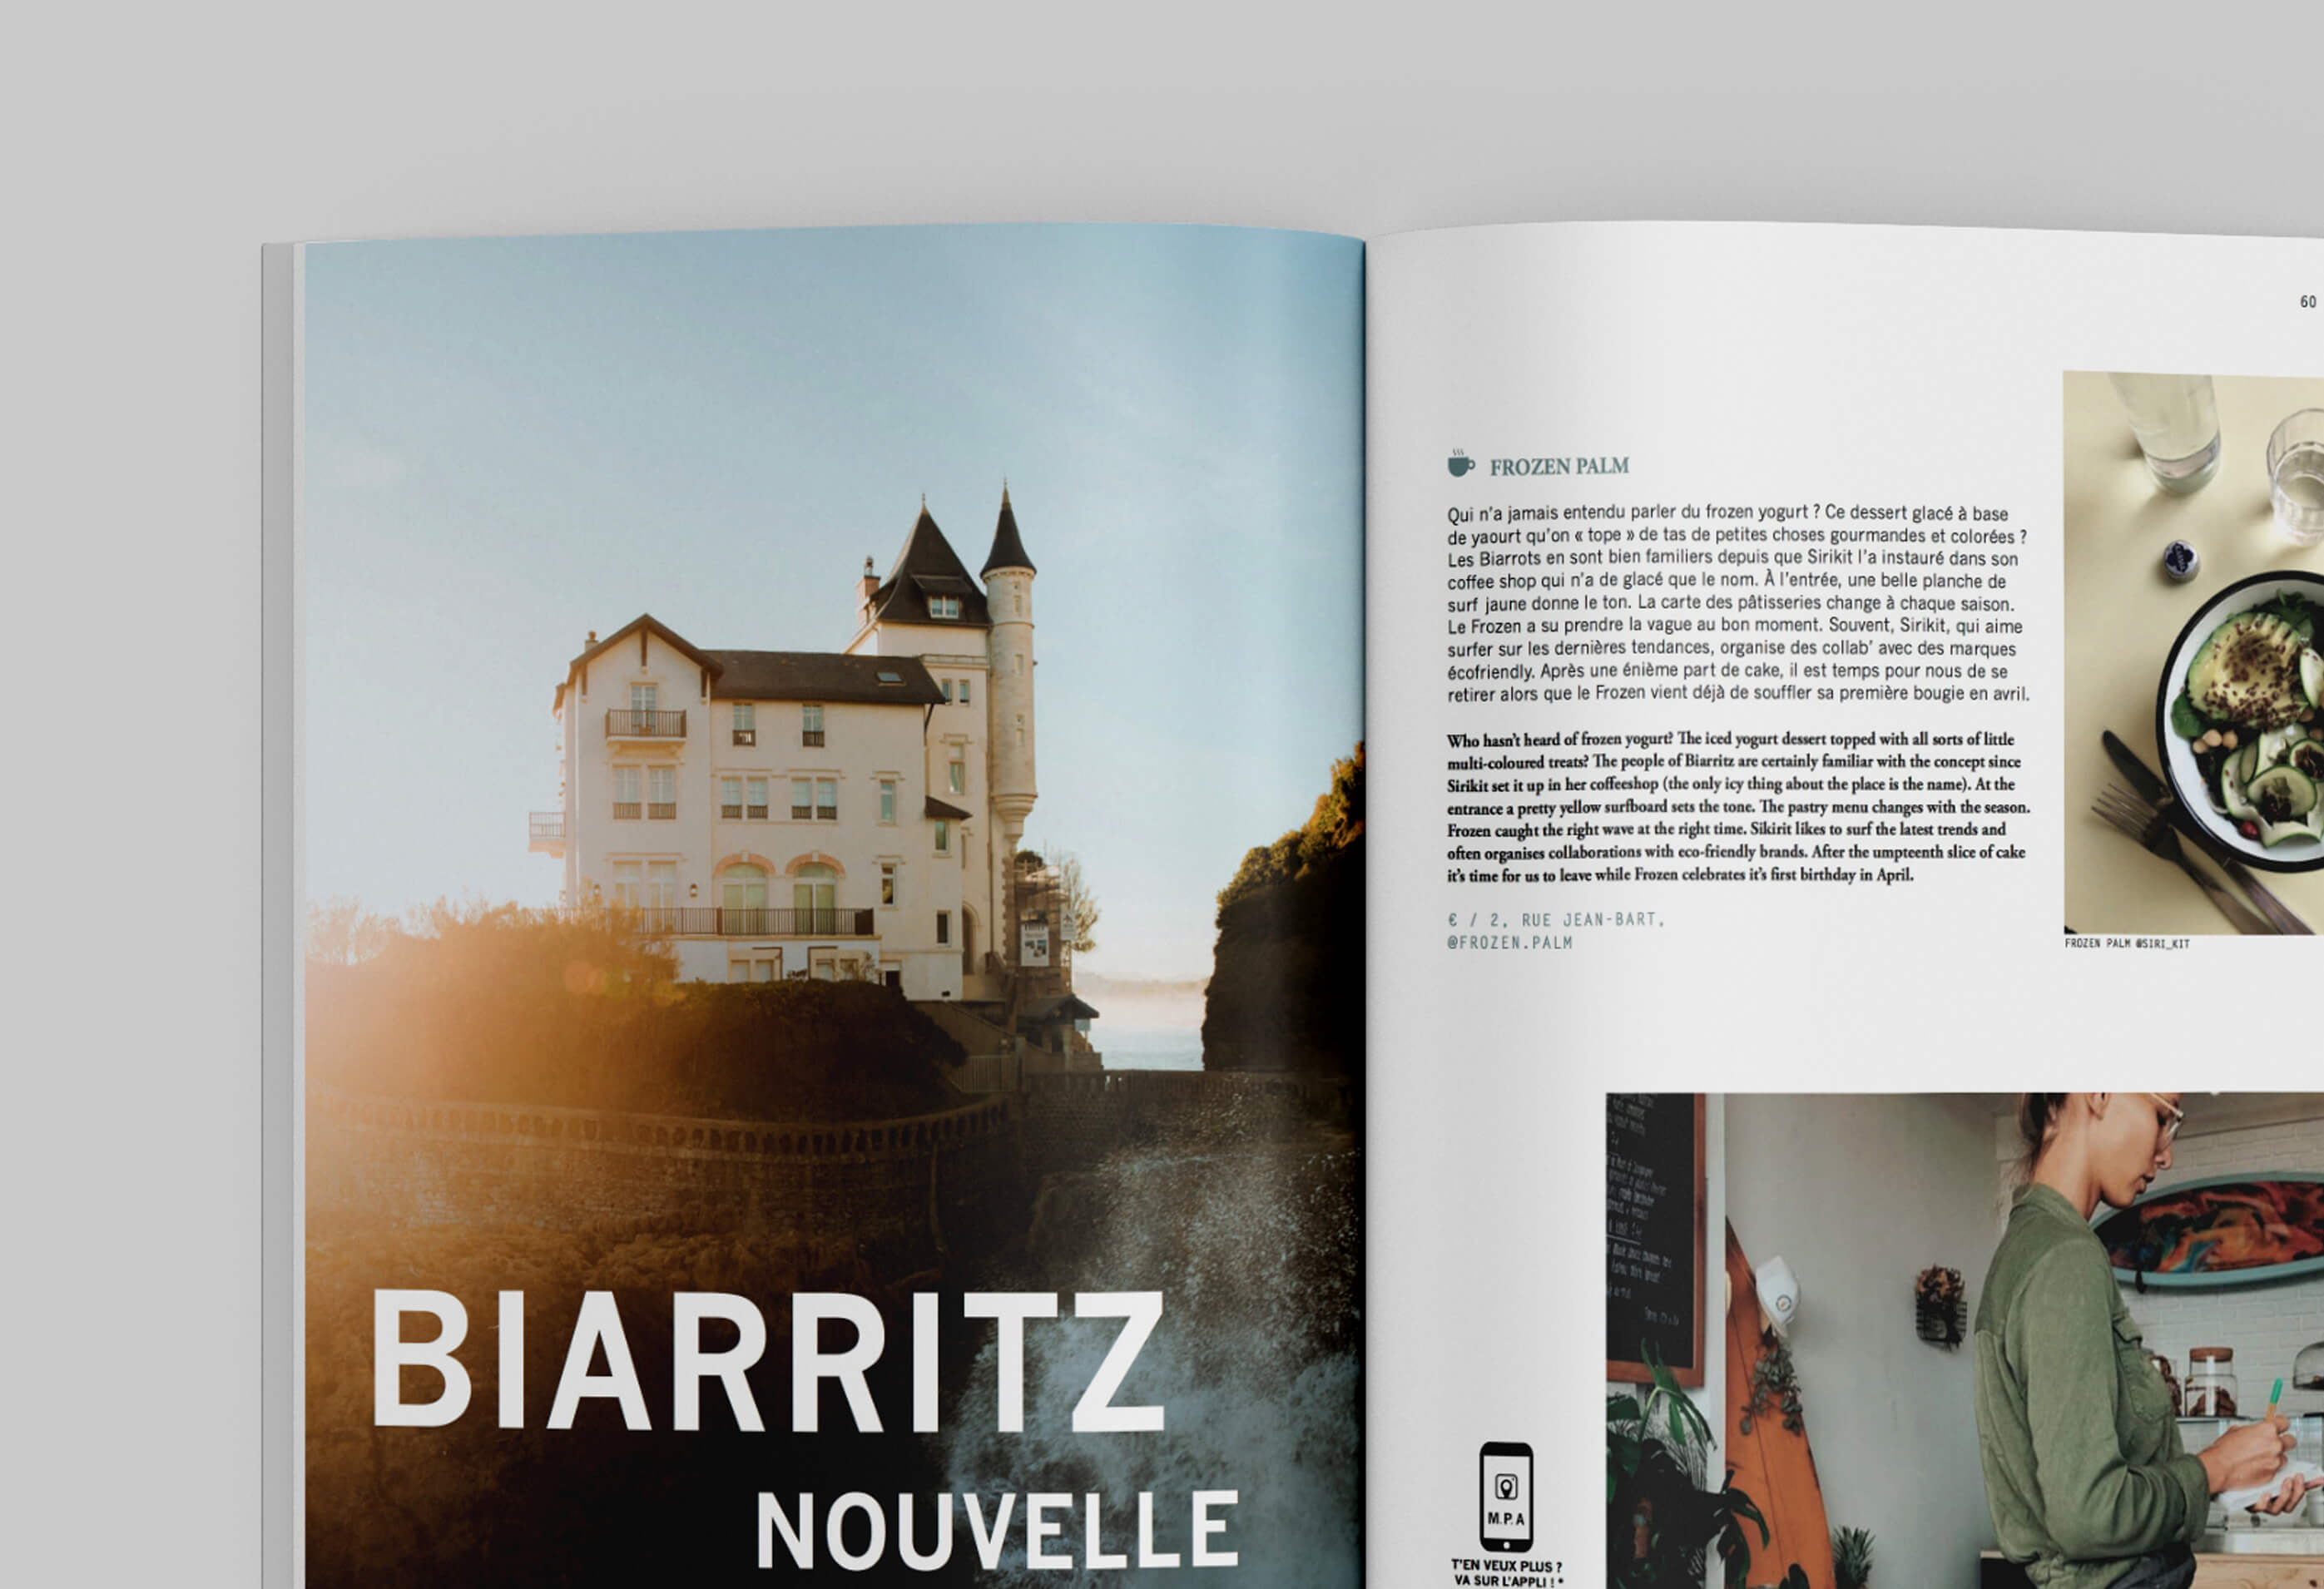 BIARRITZ
NOUVELLE
60
FROZEN PALM
Qui n'a jamais entendu parler du frozen yogurt ? Ce dessert glacé à base
de yaourt qu'on « tope » de tas de petites choses gourmandes et colorées ?
Les Biarrots en sont bien familiers depuis que Sirikit l'a instauré dans son
coffee shop qui n'a de glacé que le nom. À l'entrée, une belle planche de
surf jaune donne le ton. La carte des pâtisseries change à chaque saison.
Le Frozen a su prendre la vague au bon moment. Souvent, Sirikit, qui aime
surfer sur les dernières tendances, organise des collab' avec des marques
écofriendly. Après une énième part de cake, il est temps pour nous de se
retirer alors que le Frozen vient déjà de souffler sa première bougie en avril.
Who hasn't heard of frozen yogurt? The iced yogurt dessert topped with all sorts of little
multi-coloured treats? The people of Biarritz are certainly familiar with the concept since
Sirikit set it up in her coffeeshop (the only icy thing about the place is the name). At the
entrance a pretty yellow surfboard sets the tone. The pastry menu changes with the season.
Frozen caught the right wave at the right time. Sikirit likes to surf the latest trends and
often organises collaborations with eco-friendly brands. After the umpteenth slice of cake
it's time for us to leave while Frozen celebrates it's first birthday in April.
€ / 2, RUE JEAN-BART,
@FROZEN.PALM
FROZEN PALM @SIRI_KIT
M.P.A
T'EN VEUX PLUS ?
VA SUR L'APPLI ! *